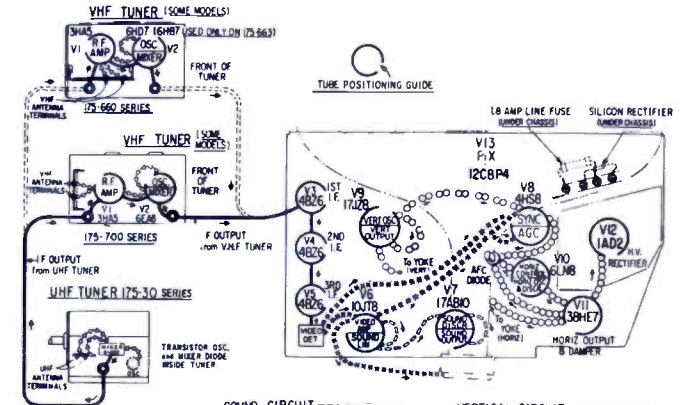 VHF TUNER (SOME MODELS)
3HA5
6HD7 16HB7
USED ONLY ON 175-663)
V1
R.F.
AMP
OSC
MIXER
V2
FRONT OF
TUNER
VHF
ANTENNA
TERMINALS
175-660 SERIES
TUBE POSITIONING GUIDE
VHF TUNER (SOME
MODELS)
VHF
ANTENNA
TERMINALS
R.F.
AMP
OSC
FRONT
OF
TUNER
V1
3HA5
V2
6EA8
175-700 SERIES
IF OUTPUT
from UHF TUNER
F OUTPUT
from V.H.F TUNER
UHF TUNER 175-30 SERIES
OSC
UHF
ANTENNA
TERMINALS
TRANSISTOR OSC.
and MIXER DIODE
INSIDE TUNER
1.8 AMP LINE FUSE
(UNDER CHASSIS)
SILICON RECTIFIER
(UNDER CHASSIS)
V13
PIX
12CBP4
V3
4BZ6
1ST
I.F.
V9
17JZ8
VERT OSC
VERT
OUTPUT
V8
4HS8
SYNC
AGC
V12
1AD2
H.V.
RECTIFIER
V4
4BZ6
2ND
I.F.
To YOKE
(VERT)
AFC
DIODE
V10
6LN8
HORIZ
V5
4BZ6
3RD
I.F.
VIDEO
DET
V6
10JT8
VIDEO
SOUND
V7
17AB10
SOUND
DISCR
SOUND
OUTPUT
To
YOKE
(HORIZ)
V11
38HE7
HORIZ OUTPUT
& DAMPER
SOUND CIRCUIT
VERTICAL CIRCUIT